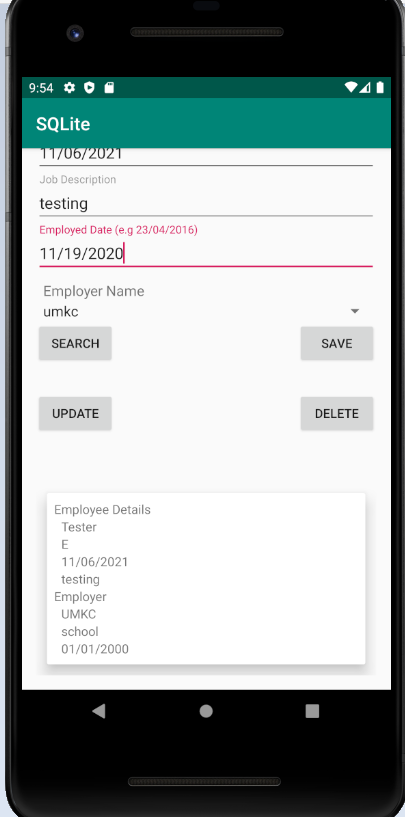 9:54
SQLite
11/06/2021
Job Description
testing
Employed Date (e.g 23/04/2016)
11/19/2020
Employer Name
umkc
SEARCH SAVE
UPDATE DELETE
Employee Details
Tester
E
11/06/2021
testing
Employer
UMKC
school
01/01/2000